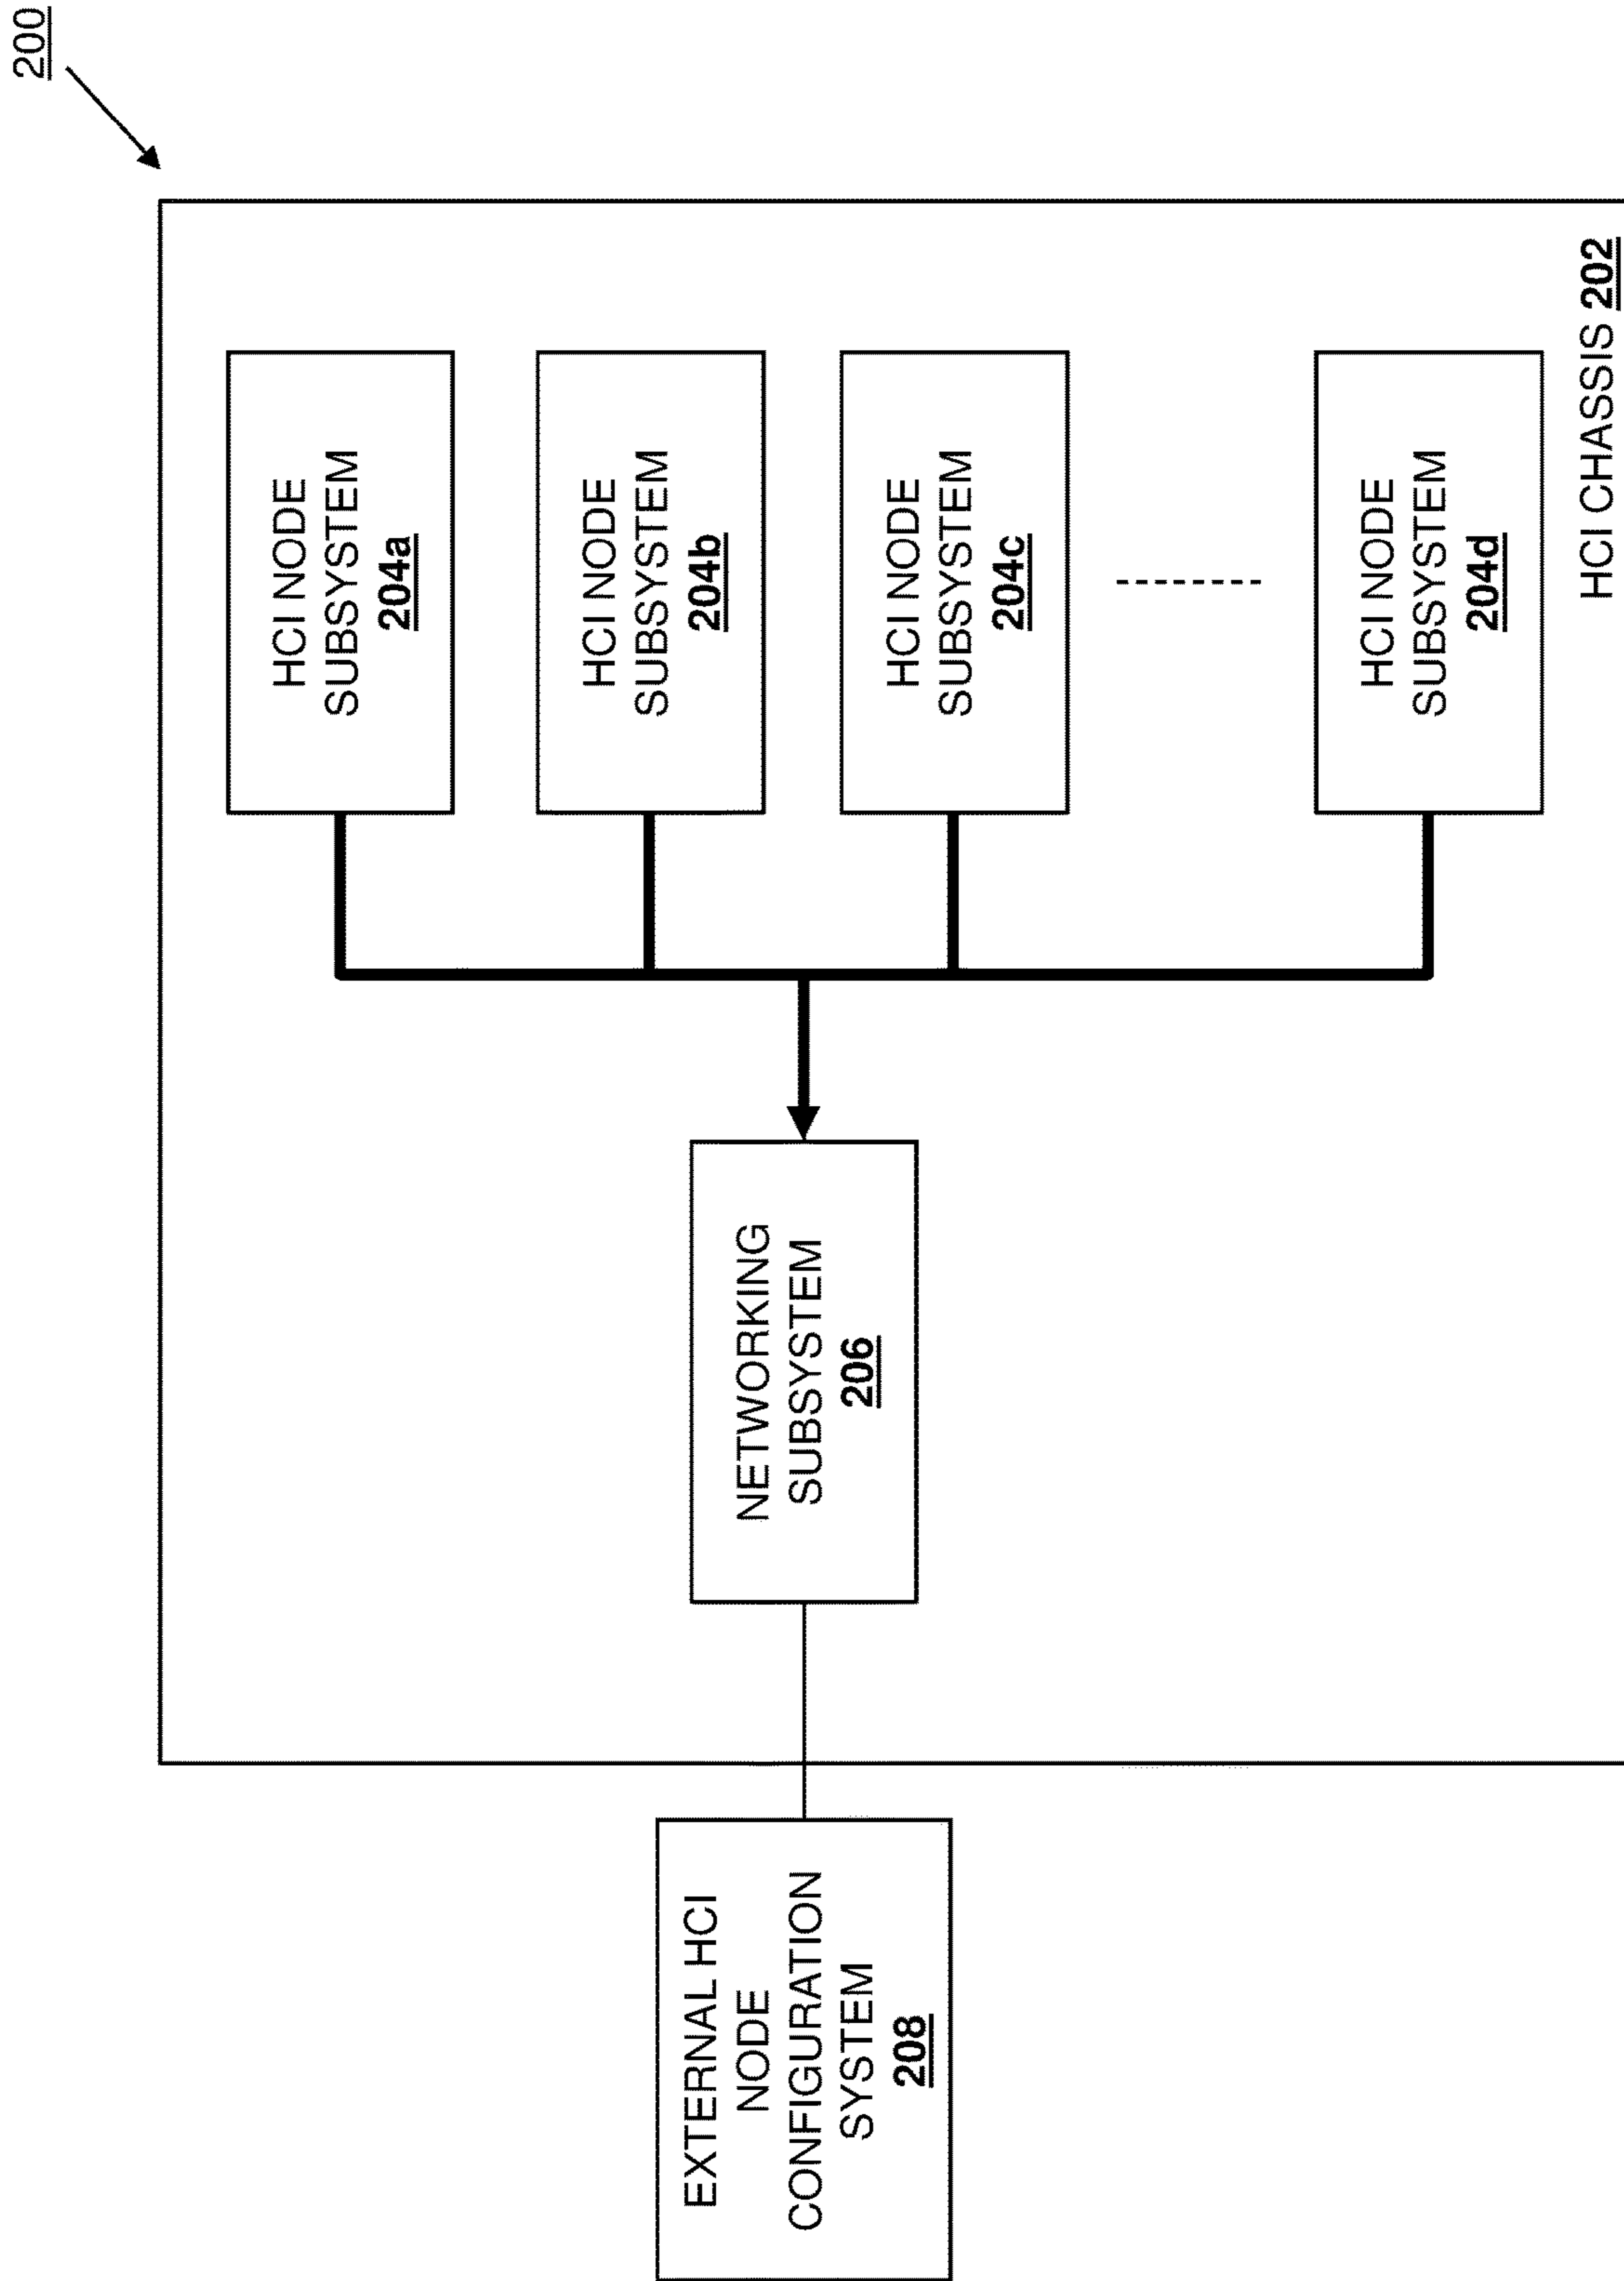 200
HCI NODE
SUBSYSTEM
204a
HCI NODE
SUBSYSTEM
204b
HCI NODE
SUBSYSTEM
204c
HCI NODE
SUBSYSTEM
204d
HCI CHASSIS 202
NETWORKING
SUBSYSTEM
206
EXTERNAL HCI
NODE
CONFIGURATION
SYSTEM
208